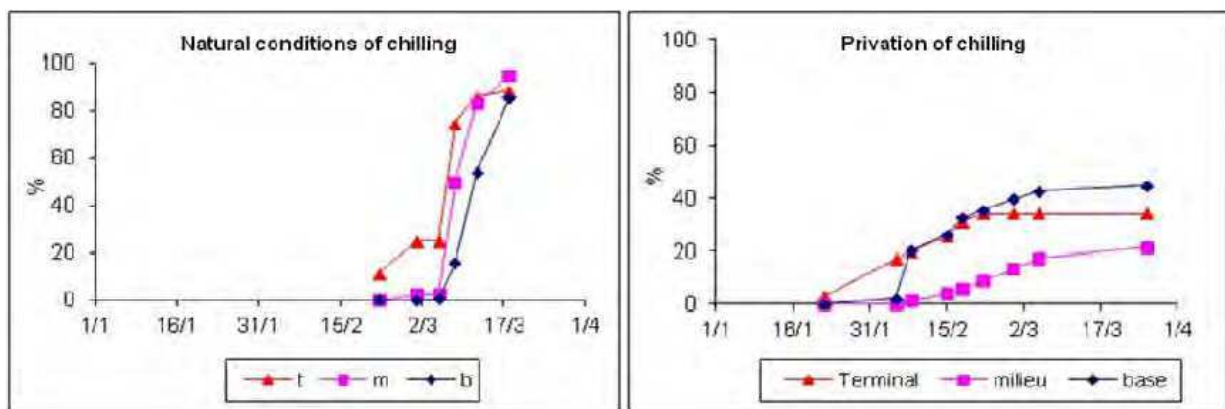 Natural conditions of chilling
100
80
60
40
20
0
%
1/1 16/1 31/1 15/2 2/3 17/3 1/4
t m b
Privation of chilling
100
80
60
40
20
0
%
1/1 16/1 31/1 15/2 2/3 17/3 1/4
Terminal milieu base